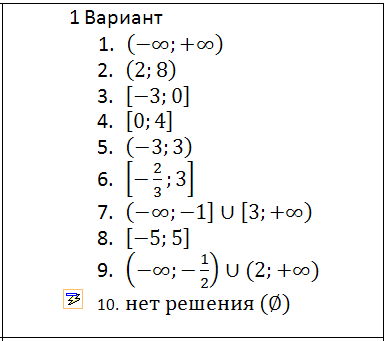 1 Вариант
1. (−∞; +∞)
2. (2; 8)
3. [−3; 0]
4. [0; 4]
5. (−3; 3)
6. [−2/3; 3]
7. (−∞; −1] ∪ [3; +∞)
8. [−5; 5]
9. (−∞; −1/2) ∪ (2; +∞)
10. нет решения (∅)